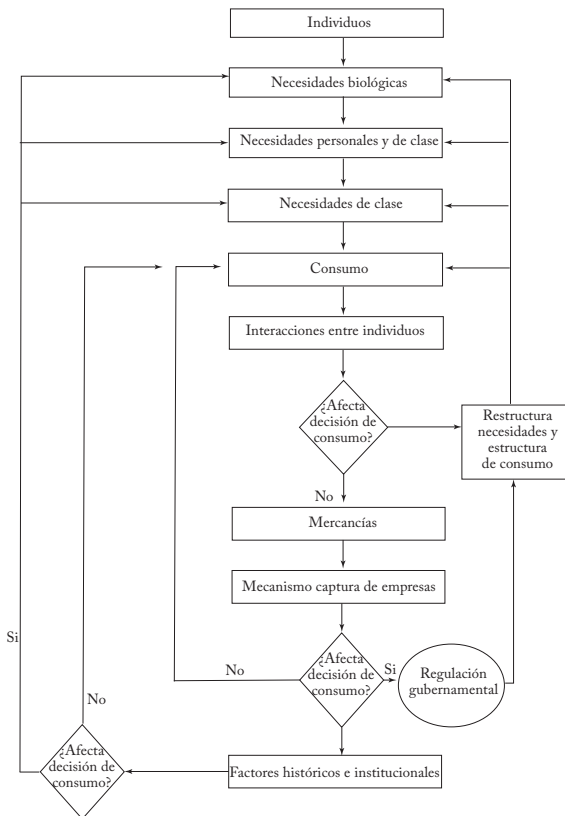 Individuos
Necesidades biológicas
Necesidades personales y de clase
Necesidades de clase
Consumo
Interacciones entre individuos
¿Afecta
decisión de
consumo?
Restructura
necesidades y
estructura
de consumo
No
Mercancías
Mecanismo captura de empresas
Si
No
¿Afecta
decisión de
consumo?
Si
Regulación
gubernamental
No
¿Afecta
decisión de
consumo?
Factores históricos e institucionales